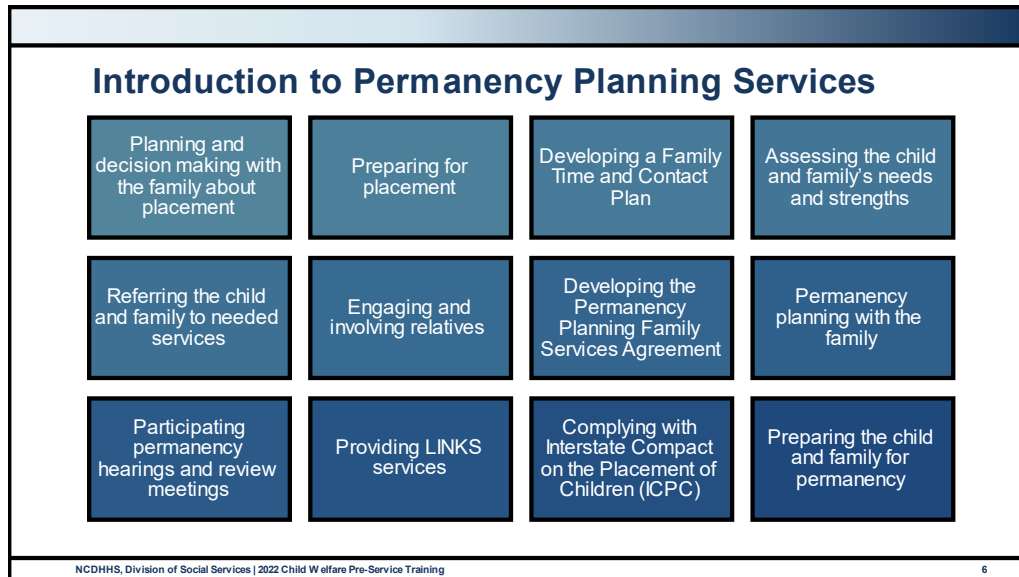 Introduction to Permanency Planning Services
Planning and
decision making with
the family about
placement
Preparing for
placement
Developing a Family
Time and Contact
Plan
Assessing the child
and family's needs
and strengths
Referring the child
and family to needed
services
Engaging and
involving relatives
Developing the
Permanency
Planning Family
Services Agreement
Permanency
planning with the
family
Participating
permanency
hearings and review
meetings
Providing LINKS
services
Complying with
Interstate Compact
on the Placement of
Children (ICPC)
Preparing the child
and family for
permanency
NCDHHS, Division of Social Services | 2022 Child Welfare Pre-Service Training
6